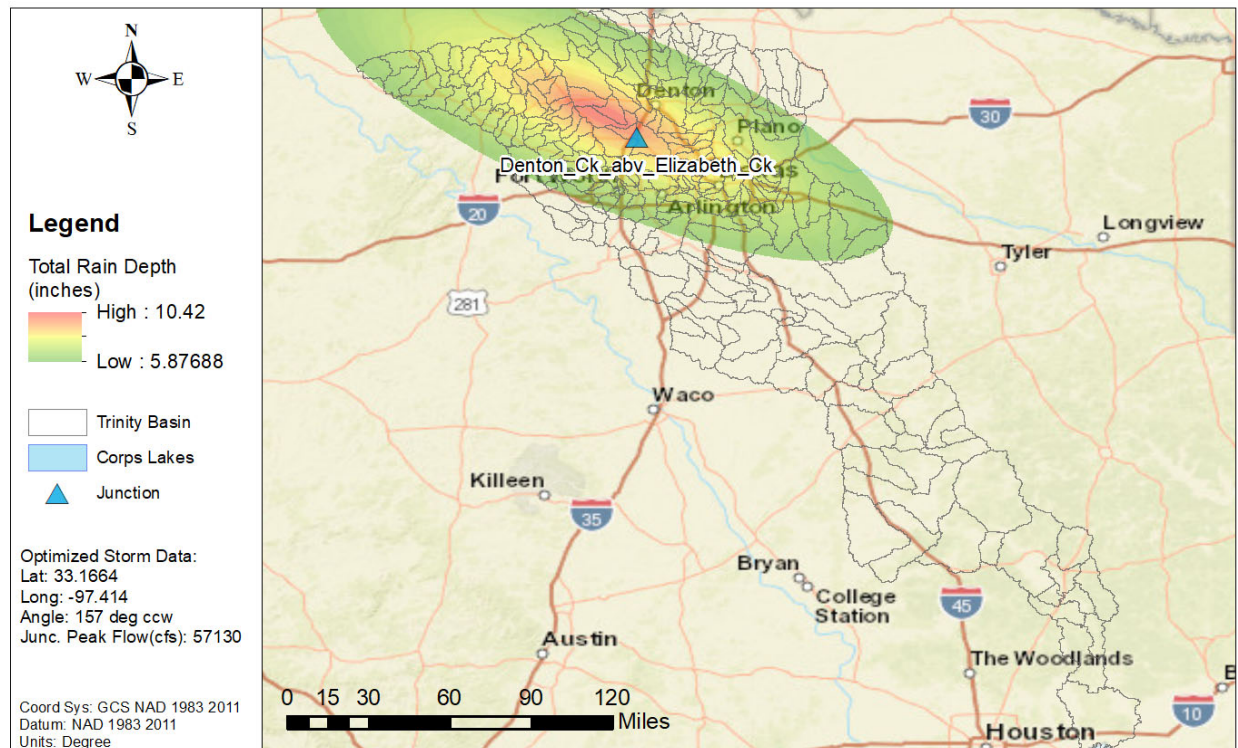 N
W
E
S
Legend
Total Rain Depth
(inches)
High : 10.42
Low : 5.87688
Trinity Basin
Corps Lakes
Junction
Optimized Storm Data:
Lat: 33.1664
Long: -97.414
Angle: 157 deg ccw
Junc. Peak Flow(cfs): 57130
Coord Sys: GCS NAD 1983 2011
Datum: NAD 1983 2011
Units: Degree
Denton
30
Plano
Denton_Ck_abv_Elizabeth_Ck
20
Arlington
Longview
Tyler
281
Waco
Killeen
35
Bryan
College
Station
45
Austin
The Woodlands
0 15 30 60 90 120
Miles
10
Houston